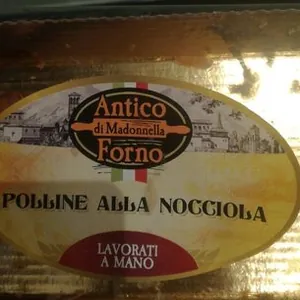 Antico
di Madonnella
Forno
POLLINE ALLA NOCCIOLA
LAVORATI
A MANO